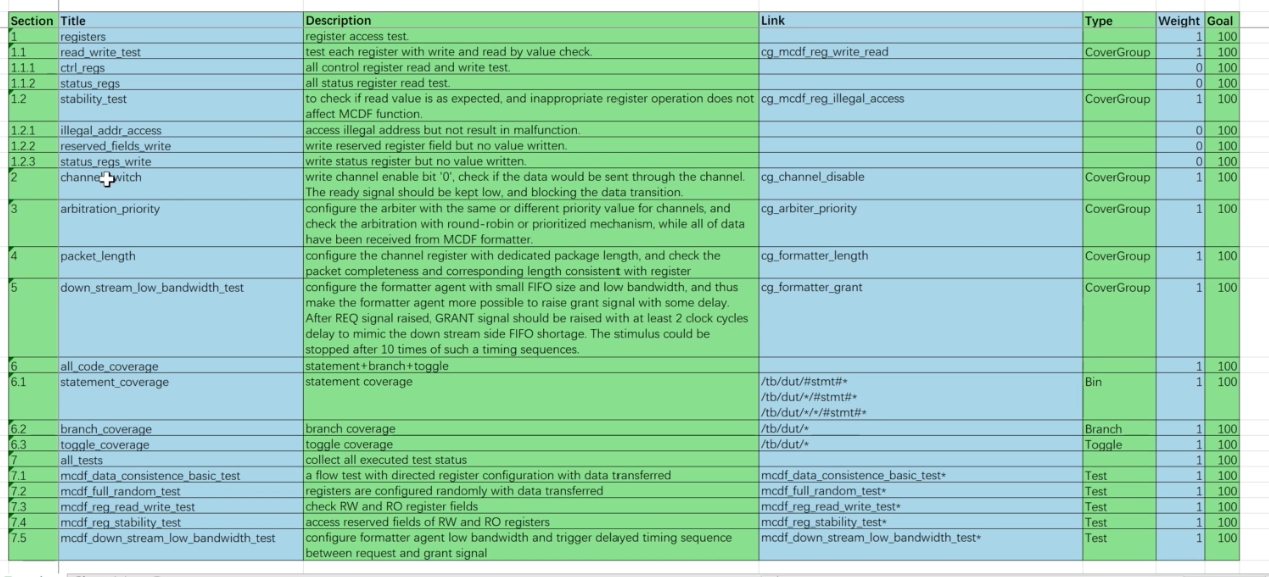 Section Title Description Link Type Weight Goal
1 registers register access test. 1 100
1.1 read_write_test test each register with write and read by value check. cg_mcdf_reg_write_read CoverGroup 1 100
1.1.1 ctrl_regs all control register read and write test. 0 100
1.1.2 status_regs all status register read test. 0 100
1.2 stability_test to check if read value is as expected, and inappropriate register operation does not cg_mcdf_reg_illegal_access CoverGroup 1 100
affect MCDF function.
1.2.1 illegal_addr_access access illegal address but not result in malfunction. 0 100
1.2.2 reserved_fields_write write reserved register field but no value written. 0 100
1.2.3 status_regs_write write status register but no value written. 0 100
2 write channel enable bit '0', check if the data would be sent through the channel. cg_channel_disable CoverGroup 1 100
The ready signal should be kept low, and blocking the data transition.
3 arbitration_priority configure the arbiter with the same or different priority value for channels, and cg_arbiter_priority CoverGroup 1 100
check the arbitration with round-robin or prioritized mechanism, while all of data
have been received from MCDF formatter.
4 packet_length configure the channel register with dedicated package length, and check the cg_formatter_length CoverGroup 1 100
packet completeness and corresponding length consistent with register
5 down_stream_low_bandwidth_test configure the formatter agent with small FIFO size and low bandwidth, and thus cg_formatter_grant CoverGroup 1 100
make the formatter agent more possible to raise grant signal with some delay.
After REQ signal raised, GRANT signal should be raised with at least 2 clock cycles
delay to mimic the down stream side FIFO shortage. The stimulus could be
stopped after 10 times of such a timing sequences.
6 all_code_coverage statement+branch+toggle 1 100
6.1 statement_coverage statement coverage /tb/dut/#stmt#* Bin 1 100
/tb/dut/*/#stmt#*
/tb/dut/*/*/#stmt#*
6.2 branch_coverage branch coverage /tb/dut/* Branch 1 100
6.3 toggle_coverage toggle coverage /tb/dut/* Toggle 1 100
7 all_tests collect all executed test status 1 100
7.1 mcdf_data_consistence_basic_test a flow test with directed register configuration with data transferred mcdf_data_consistence_basic_test* Test 1 100
7.2 mcdf_full_random_test registers are configured randomly with data transferred mcdf_full_random_test* Test 1 100
7.3 mcdf_reg_read_write_test check RW and RO register fields mcdf_reg_read_write_test* Test 1 100
7.4 mcdf_reg_stability_test access reserved fields of RW and RO registers mcdf_reg_stability_test* Test 1 100
7.5 mcdf_down_stream_low_bandwidth_test configure formatter agent low bandwidth and trigger delayed timing sequence mcdf_down_stream_low_bandwidth_test* Test 1 100
between request and grant signal